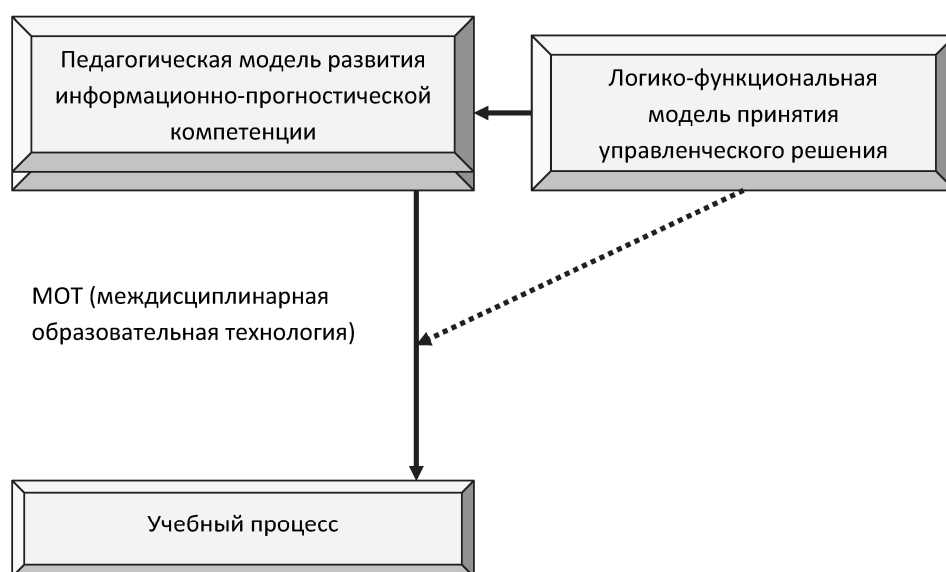 Педагогическая модель развития
информационно-прогностической
компетенции
Логико-функциональная
модель принятия
управленческого решения
МОТ (междисциплинарная
образовательная технология)
Учебный процесс